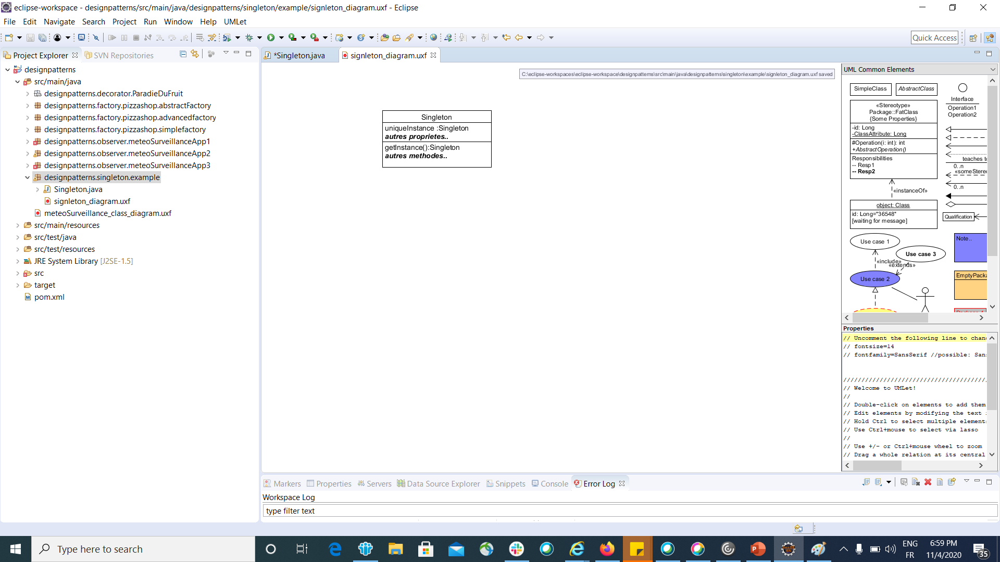 eclipse-workspace - designpatterns/src/main/java/designpatterns/singleton/example/signleton_diagram.uxf - Eclipse
File Edit Navigate Search Project Run Window Help UMLet
Quick Access
Project Explorer SVN Repositories
designpatterns
src/main/java
designpatterns.decorator.ParadieDuFruit
designpatterns.factory.pizzashop.abstractFactory
designpatterns.factory.pizzashop.advancedfactory
designpatterns.factory.pizzashop.simplefactory
designpatterns.observer.meteoSurveillanceApp1
designpatterns.observer.meteoSurveillanceApp2
designpatterns.observer.meteoSurveillanceApp3
designpatterns.singleton.example
Singleton.java
signleton_diagram.uxf
meteoSurveillance_class_diagram.uxf
src/main/resources
src/test/java
src/test/resources
JRE System Library [J2SE-1.5]
src
target
pom.xml
*Singleton.java signleton_diagram.uxf
C:\eclipse-workspaces\eclipse-workspace\designpatterns\src\main\java\designpatterns\singleton\example\signleton_diagram.uxf saved
Singleton
uniqueInstance :Singleton
autres proprietes..
getInstance():Singleton
autres methodes..
UML Common Elements
SimpleClass
AbstractClass
«Stereotype»
Package::FatClass
{Some Properties}
-id: Long
-ClassAttribute: Long
#Operation(i: int): int
+AbstractOperation()
Responsibilities
-- Resp1
-- Resp2
«instanceOf»
object: Class
id: Long="36548"
[waiting for message]
Interface
Operation1
Operation2
teaches to
0..n
«someStere
0..n
Qualification
Use case 1
Use case 3
«include»
«extends»
Use case 2
Note..
EmptyPacka
Properties
// Uncomment the following line to chan
// fontsize=14
// fontfamily=SansSerif //possible: San
//////////////////////////////////////
// Welcome to UMLet!
//
// Double-click on elements to add them
// Edit elements by modifying the text
// Hold Ctrl to select multiple element
// Use Ctrl+mouse to select via lasso
//
// Use +/- or Ctrl+mouse wheel to zoom
// Drag a whole relation at its central
Markers Properties Servers Data Source Explorer Snippets Console Error Log
Workspace Log
type filter text
Type here to search
ENG
FR
6:59 PM
11/4/2020
35